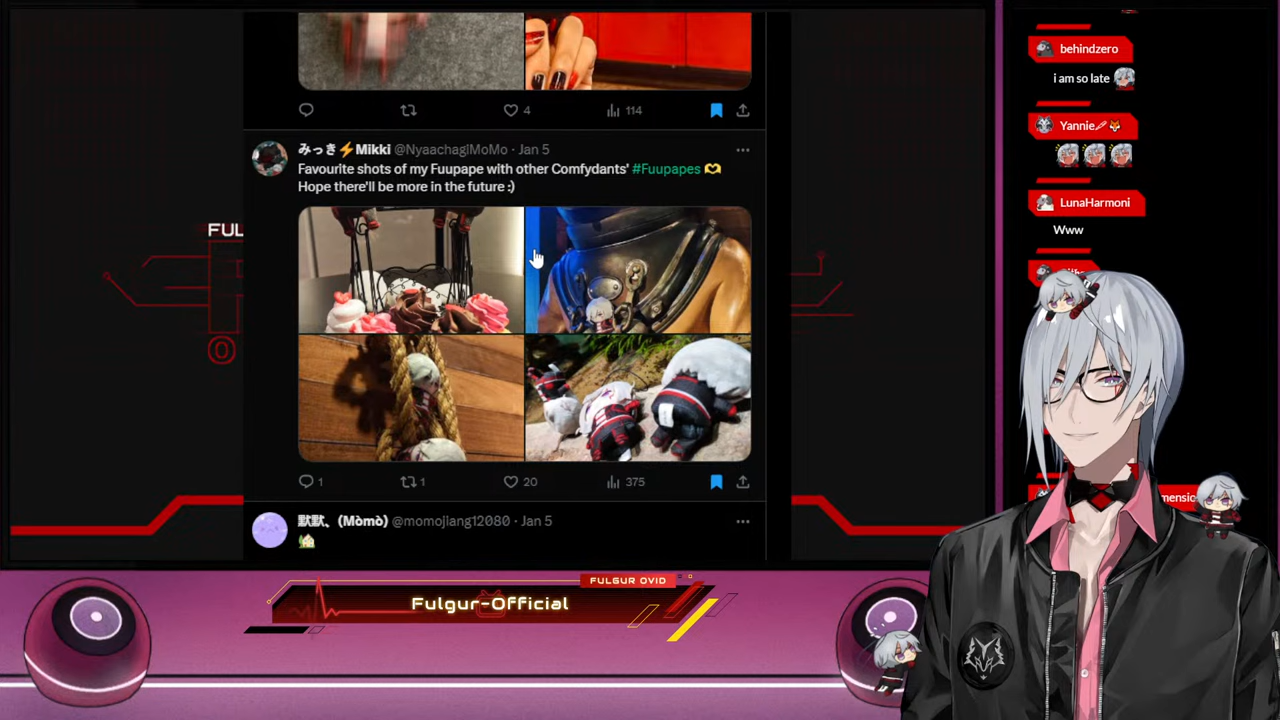 4
114
みっき⚡Mikki @NyaachagiMoMo · Jan 5
Favourite shots of my Fuupape with other Comfydants' #Fuupapes 🫶
Hope there'll be more in the future :)
1
1
20
375
默默、(Mòmò) @momojiang12080 · Jan 5
🏡
FUL
FULGUR OVID
Fulgur-Official
behindzero
i am so late
Yannie🖊🦊
LunaHarmoni
Www